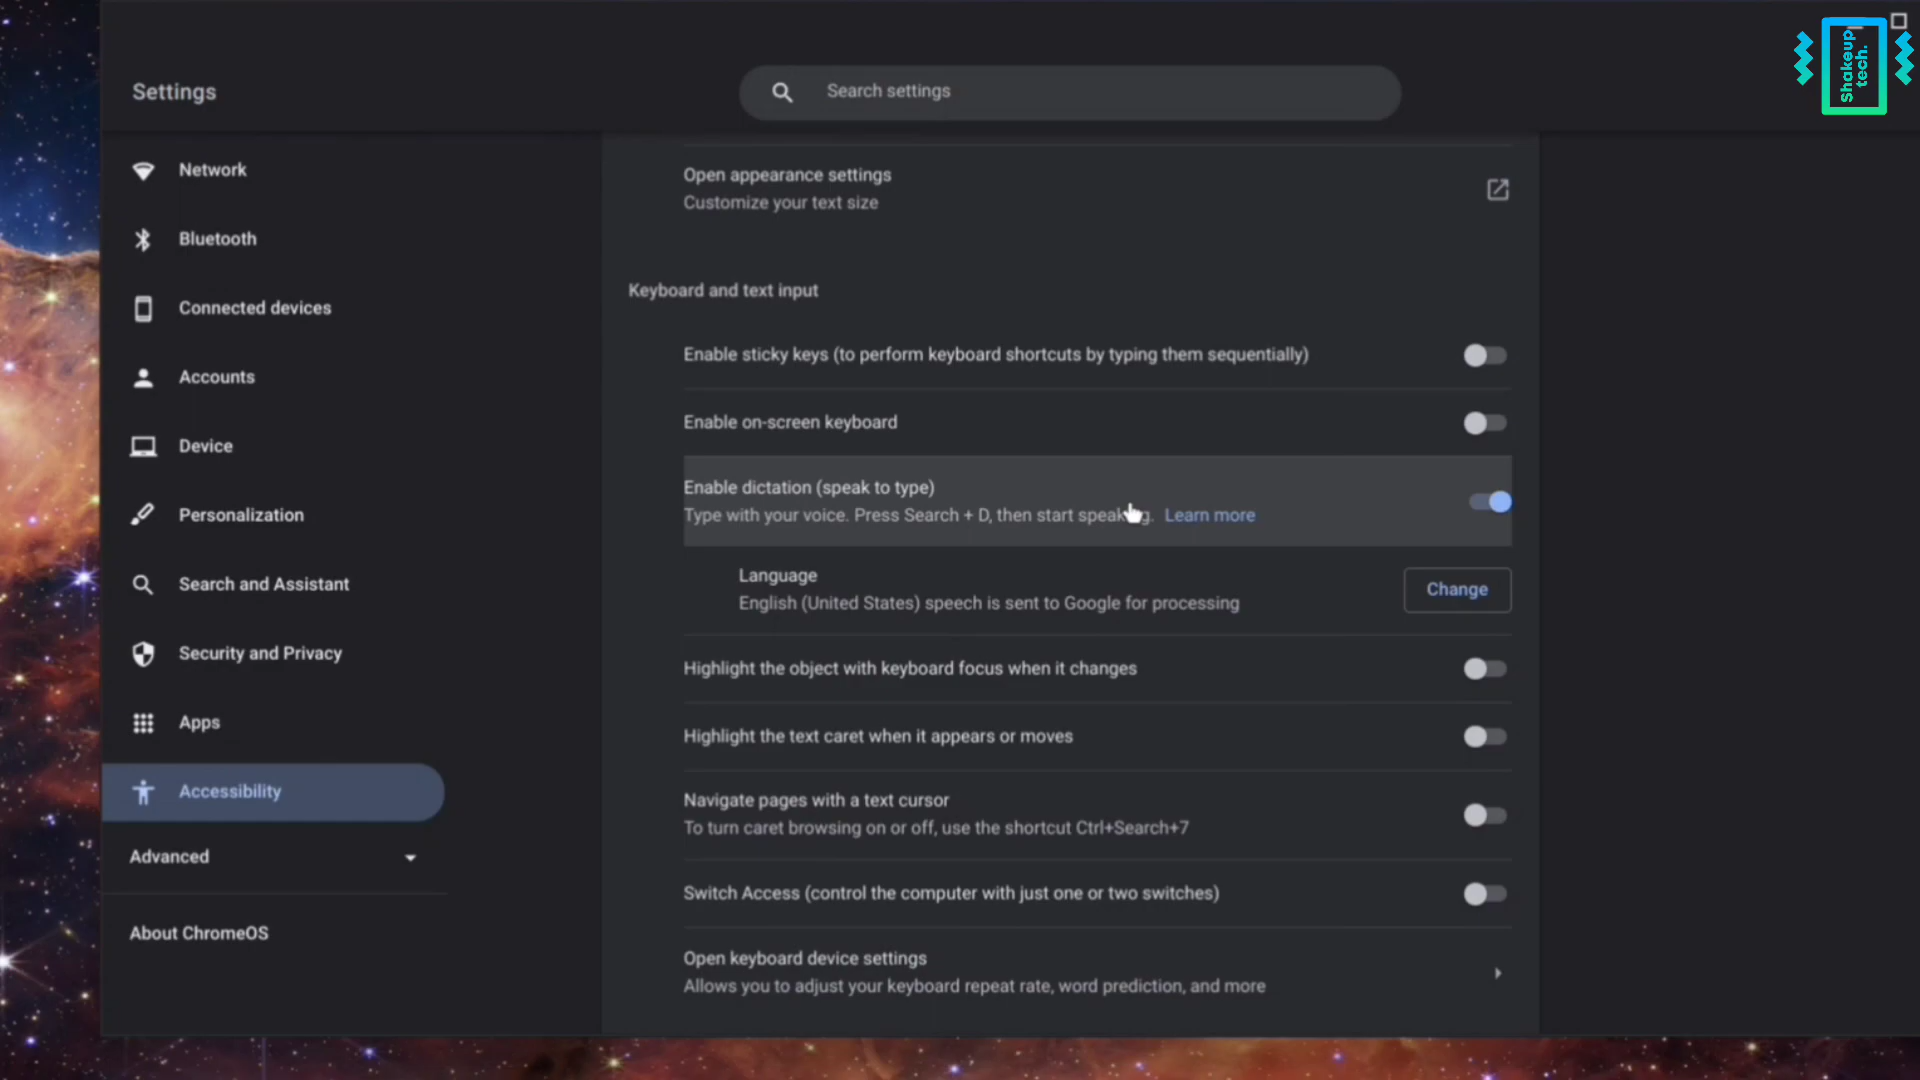 Shakeup
tech.
Settings
Search settings
Network
Bluetooth
Connected devices
Accounts
Device
Personalization
Search and Assistant
Security and Privacy
Apps
Accessibility
Advanced
About ChromeOS
Open appearance settings
Customize your text size
Keyboard and text input
Enable sticky keys (to perform keyboard shortcuts by typing them sequentially)
Enable on-screen keyboard
Enable dictation (speak to type)
Type with your voice. Press Search + D, then start speaking. Learn more
Language
English (United States) speech is sent to Google for processing
Change
Highlight the object with keyboard focus when it changes
Highlight the text caret when it appears or moves
Navigate pages with a text cursor
To turn caret browsing on or off, use the shortcut Ctrl+Search+7
Switch Access (control the computer with just one or two switches)
Open keyboard device settings
Allows you to adjust your keyboard repeat rate, word prediction, and more